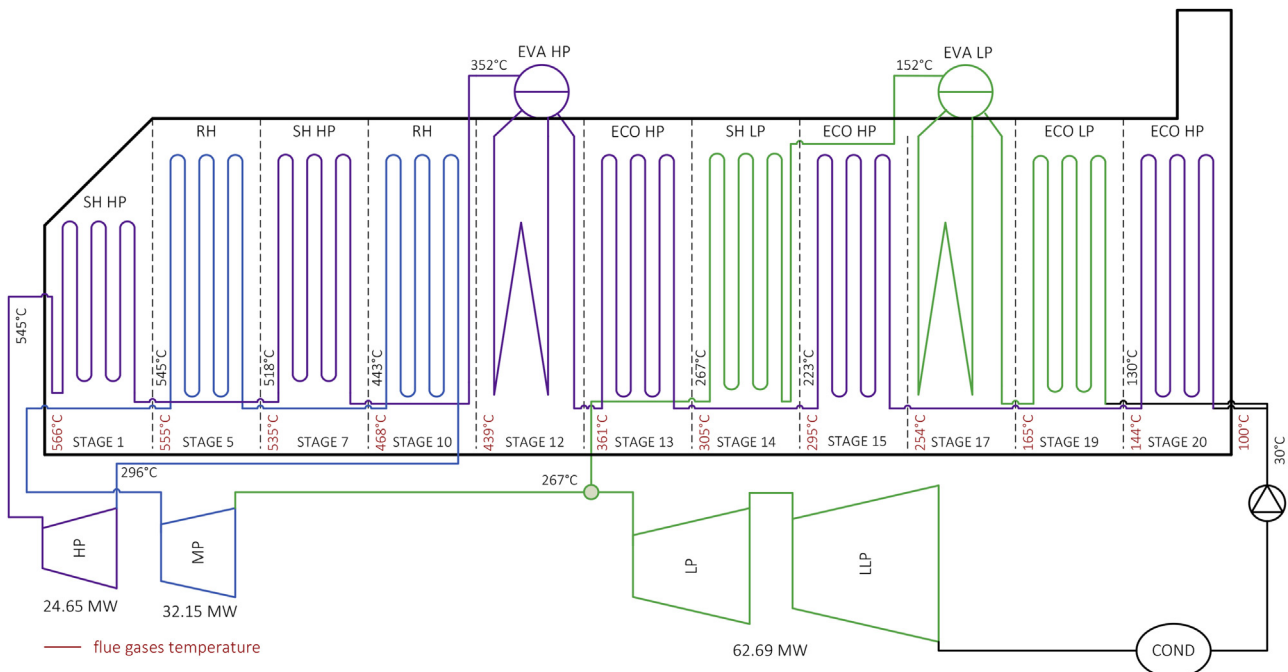 EVA HP
EVA LP
352°C
152°C
RH
SH HP
RH
ECO HP
SH LP
ECO HP
ECO LP
ECO HP
SH HP
545°C
545°C
518°C
443°C
267°C
223°C
130°C
566°C
555°C
535°C
468°C
439°C
361°C
305°C
295°C
254°C
165°C
144°C
100°C
30°C
STAGE 1
STAGE 5
STAGE 7
STAGE 10
STAGE 12
STAGE 13
STAGE 14
STAGE 15
STAGE 17
STAGE 19
STAGE 20
296°C
267°C
HP
MP
LP
LLP
24.65 MW
32.15 MW
62.69 MW
COND
flue gases temperature